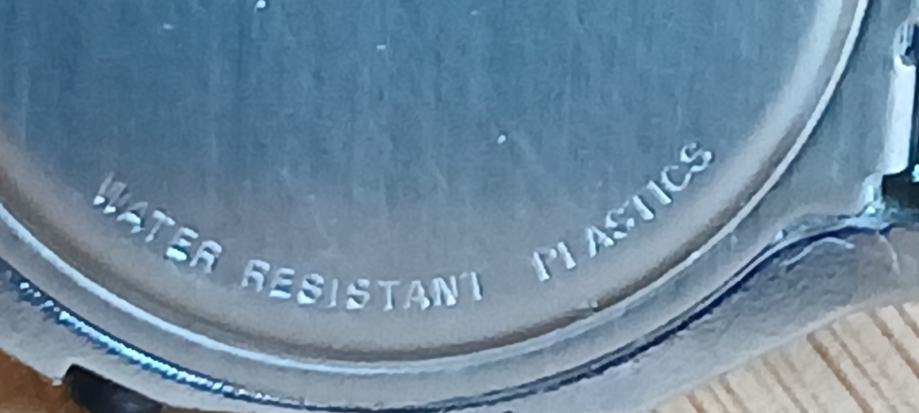 WATER RESISTANT PLASTICS